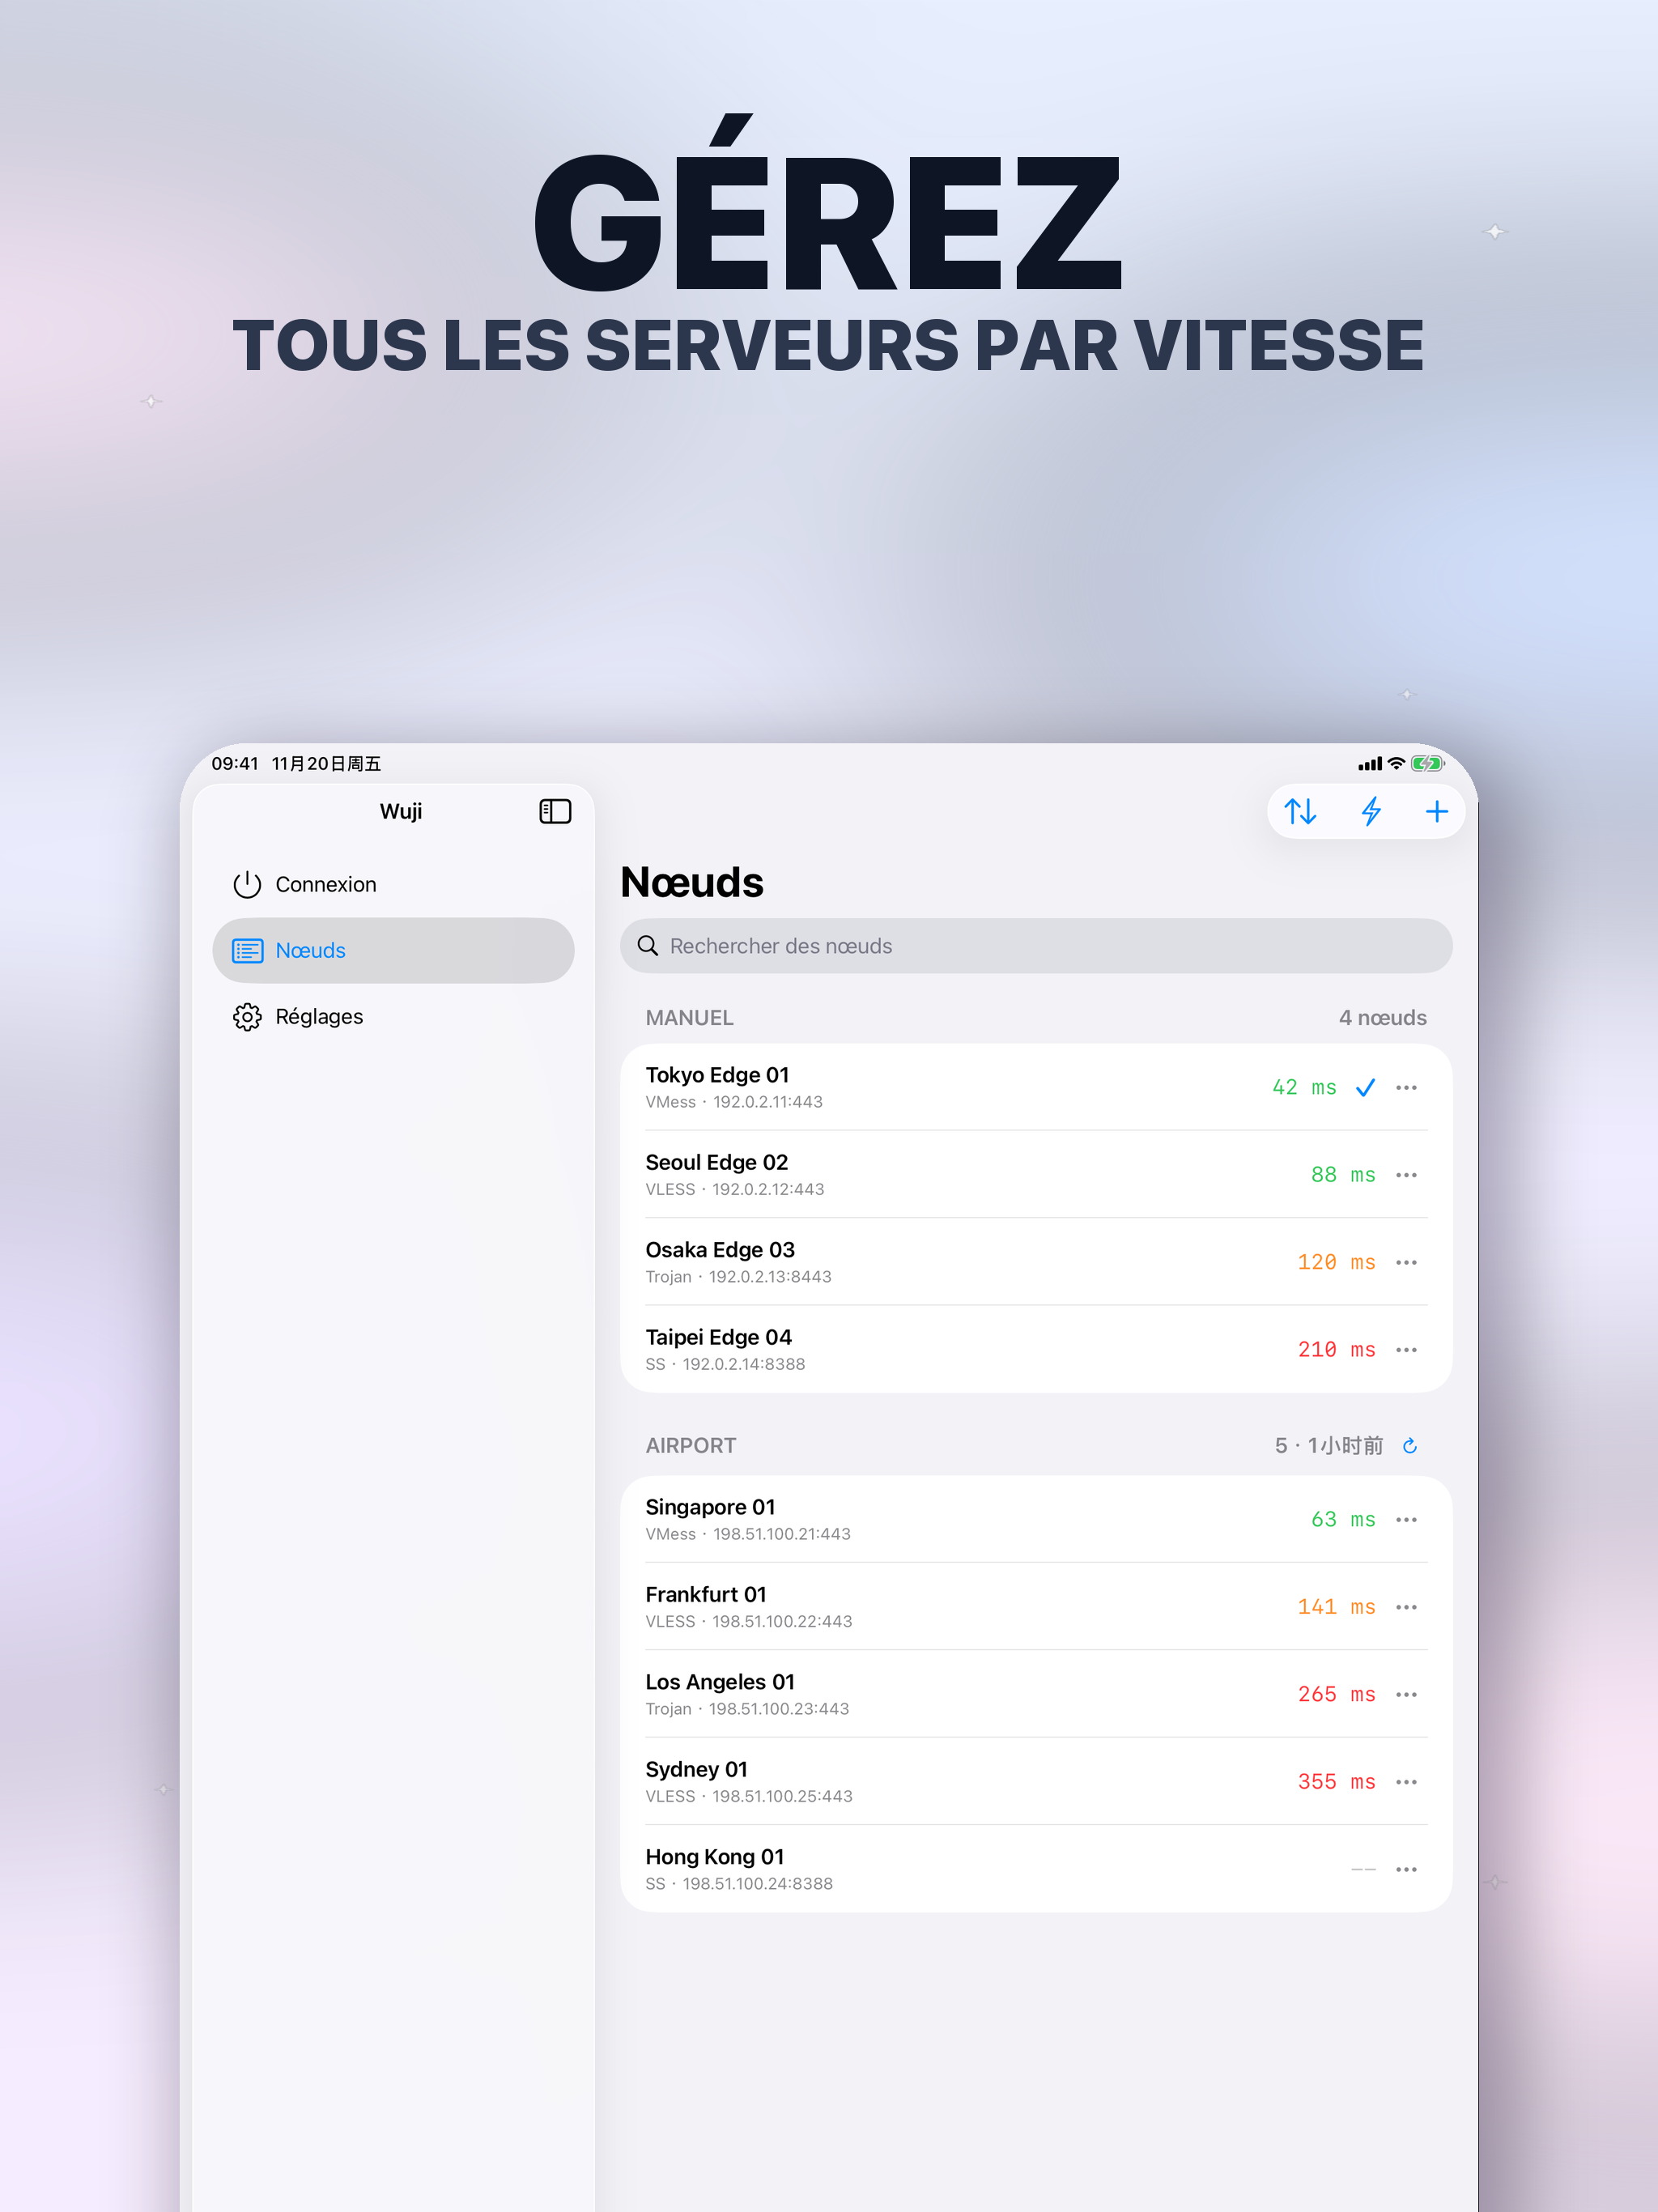 GÉREZ
TOUS LES SERVEURS PAR VITESSE
09:41 11月20日周五
Wuji
Connexion
Nœuds
Réglages
Nœuds
Rechercher des nœuds
MANUEL 4 nœuds
Tokyo Edge 01
VMess · 192.0.2.11:443
42 ms
Seoul Edge 02
VLESS · 192.0.2.12:443
88 ms
Osaka Edge 03
Trojan · 192.0.2.13:8443
120 ms
Taipei Edge 04
SS · 192.0.2.14:8388
210 ms
AIRPORT 5 · 1小时前
Singapore 01
VMess · 198.51.100.21:443
63 ms
Frankfurt 01
VLESS · 198.51.100.22:443
141 ms
Los Angeles 01
Trojan · 198.51.100.23:443
265 ms
Sydney 01
VLESS · 198.51.100.25:443
355 ms
Hong Kong 01
SS · 198.51.100.24:8388
——